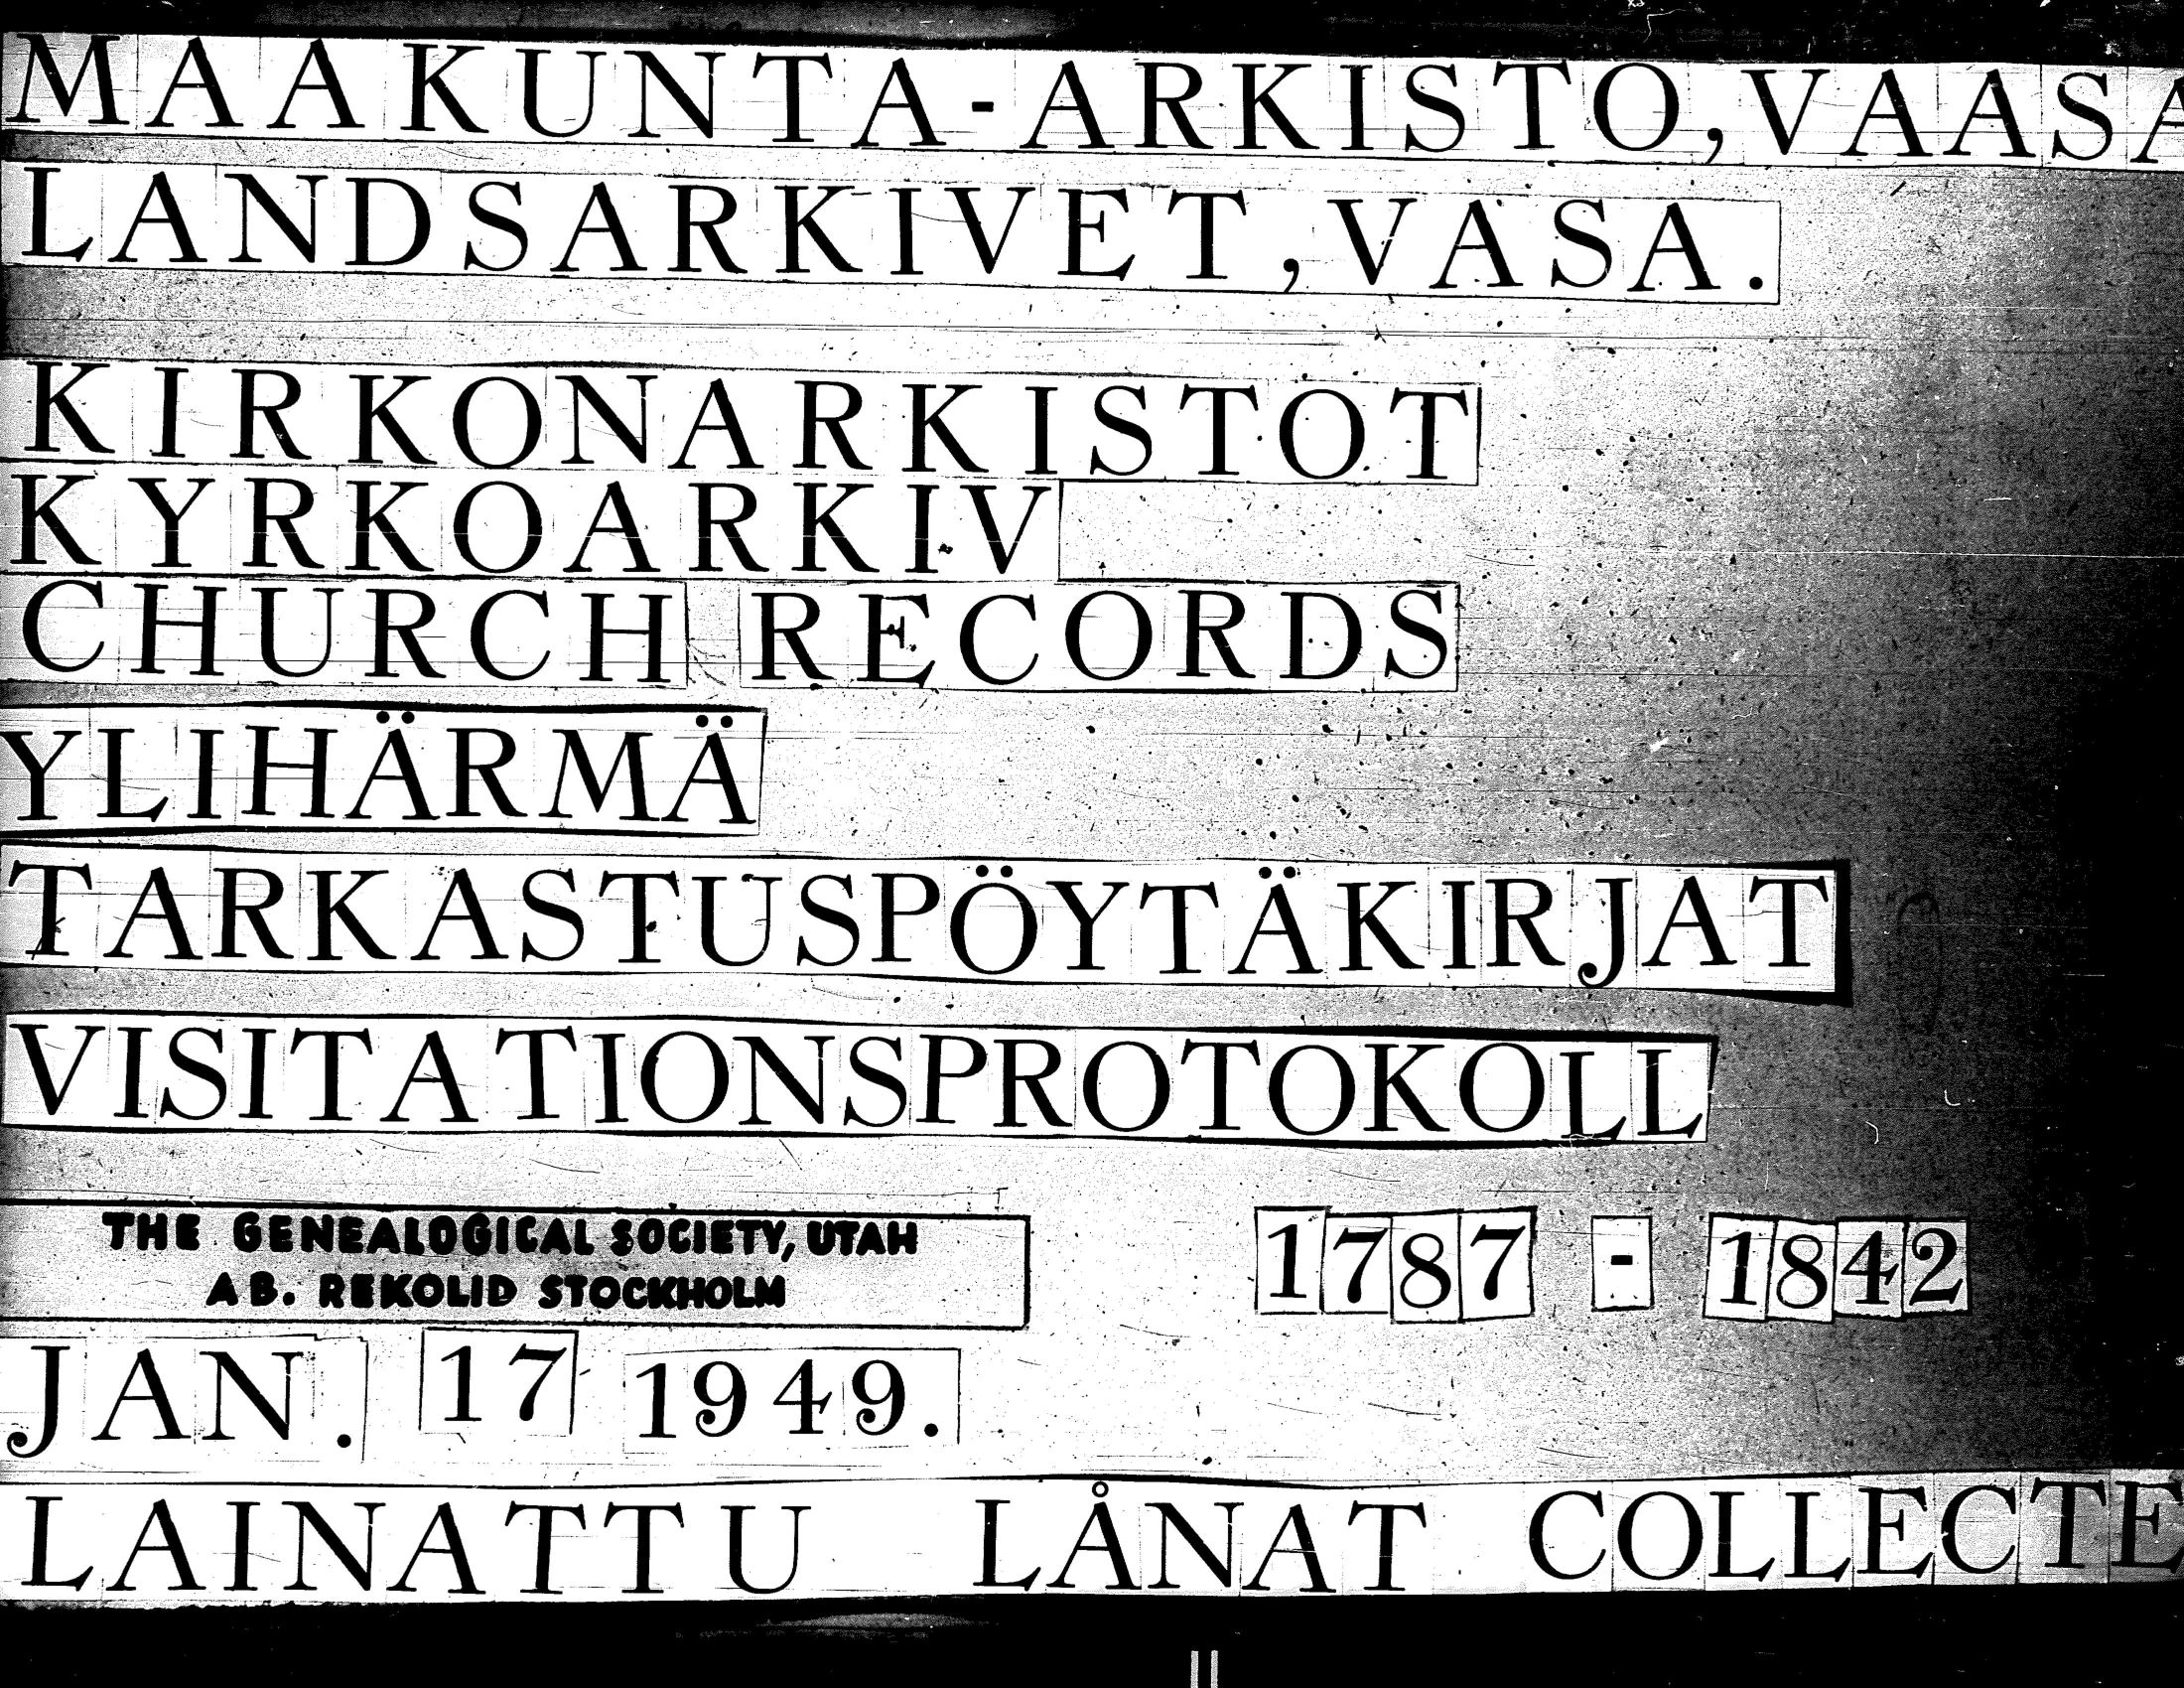 MAAKUNTA-ARKISTO, VAASA
LANDSARKIVET, VASA.
KIRKONARKISTOT
KYRKOARKIV
CHURCH RECORDS
YLIHÄRMÄ
TARKASTUSPÖYTÄKIRJAT
VISITATIONSPROTOKOLL
THE GENEALOGICAL SOCIETY, UTAH
AB. REKOLID STOCKHOLM
1787 - 1842
JAN. 17 1949.
LAINATTU LÅNAT COLLECTE